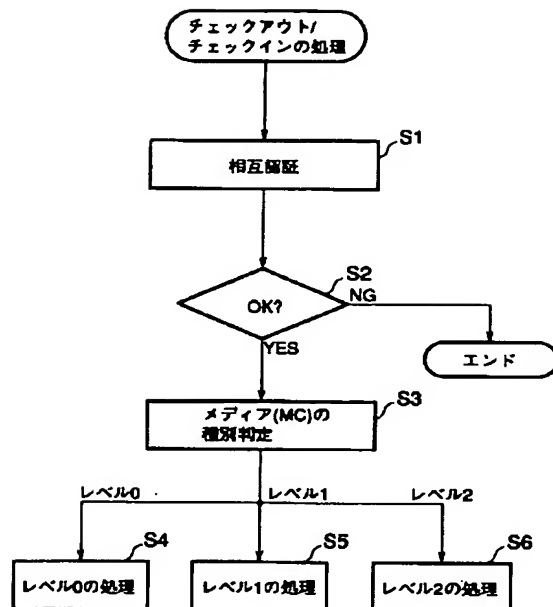 チェックアウト/
チェックインの処理
S1
相互認証
S2
OK?
NG
YES
エンド
S3
メディア(MC)の
種別判定
レベル0
レベル1
レベル2
S4
S5
S6
レベル0の処理
レベル1の処理
レベル2の処理